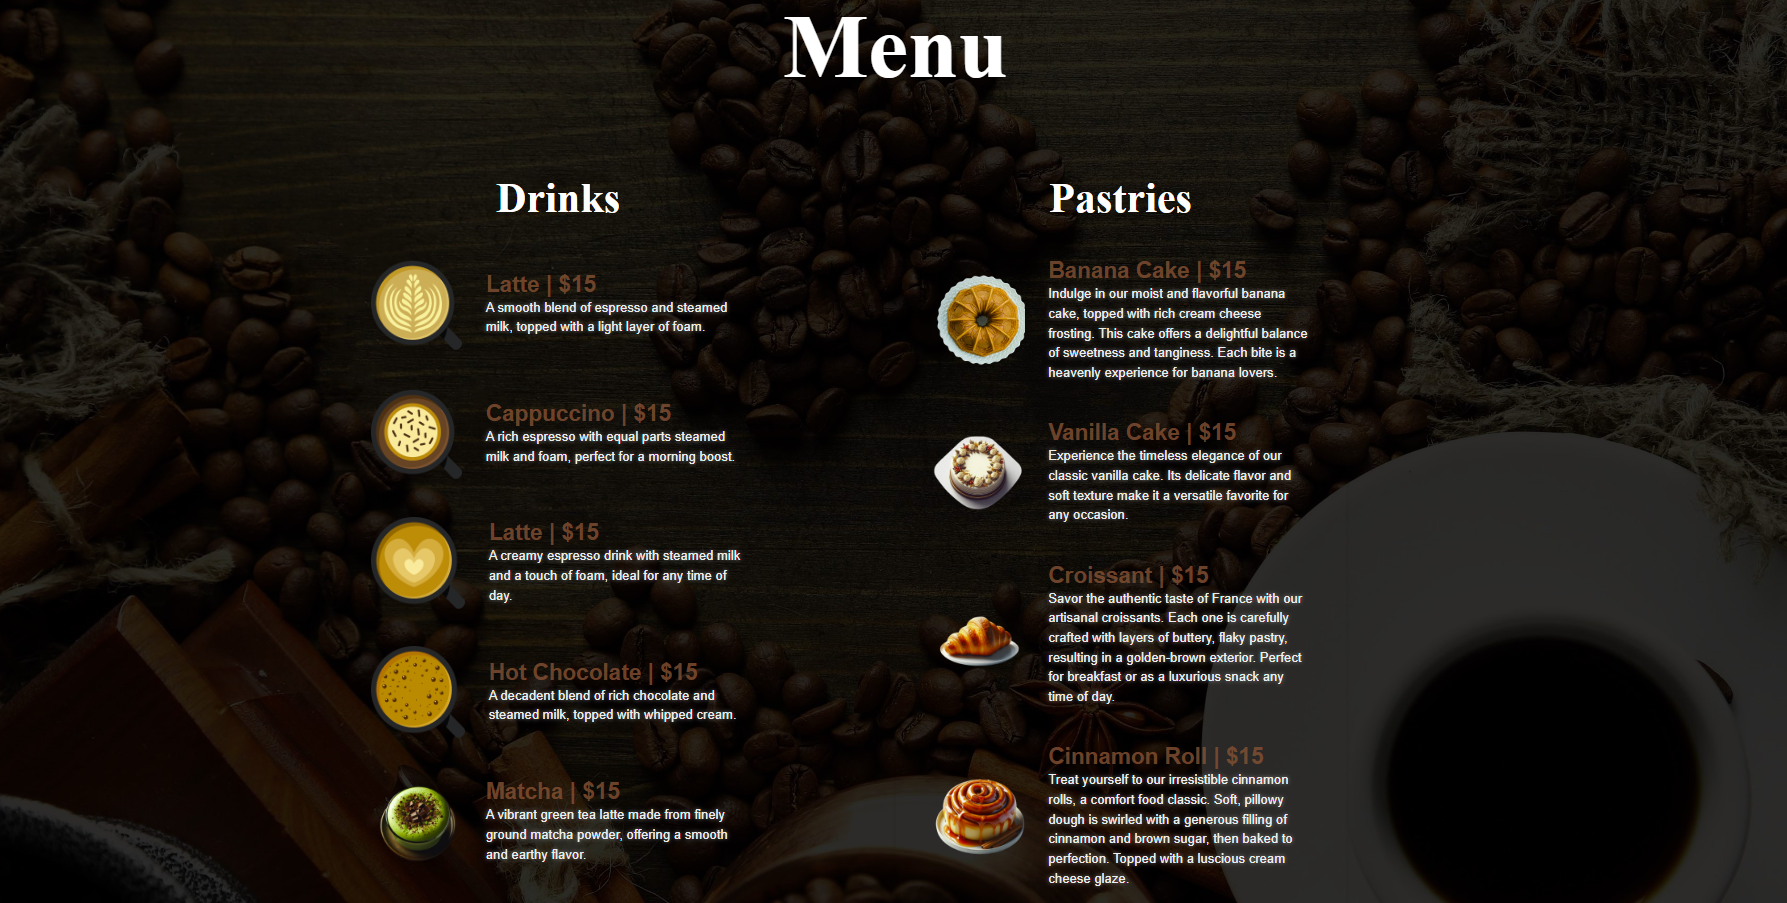 Menu
Drinks
Latte | $15
A smooth blend of espresso and steamed
milk, topped with a light layer of foam.
Cappuccino | $15
A rich espresso with equal parts steamed
milk and foam, perfect for a morning boost.
Latte | $15
A creamy espresso drink with steamed milk
and a touch of foam, ideal for any time of
day.
Hot Chocolate | $15
A decadent blend of rich chocolate and
steamed milk, topped with whipped cream.
Matcha | $15
A vibrant green tea latte made from finely
ground matcha powder, offering a smooth
and earthy flavor.
Pastries
Banana Cake | $15
Indulge in our moist and flavorful banana
cake, topped with rich cream cheese
frosting. This cake offers a delightful balance
of sweetness and tanginess. Each bite is a
heavenly experience for banana lovers.
Vanilla Cake | $15
Experience the timeless elegance of our
classic vanilla cake. Its delicate flavor and
soft texture make it a versatile favorite for
any occasion.
Croissant | $15
Savor the authentic taste of France with our
artisanal croissants. Each one is carefully
crafted with layers of buttery, flaky pastry,
resulting in a golden-brown exterior. Perfect
for breakfast or as a luxurious snack any
time of day.
Cinnamon Roll | $15
Treat yourself to our irresistible cinnamon
rolls, a comfort food classic. Soft, pillowy
dough is swirled with a generous filling of
cinnamon and brown sugar, then baked to
perfection. Topped with a luscious cream
cheese glaze.